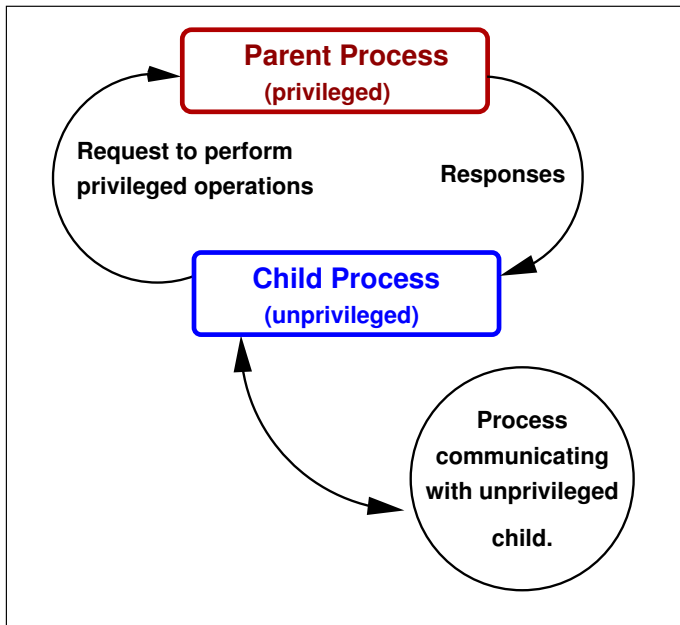 Parent Process
(privileged)
Request to perform
privileged operations
Responses
Child Process
(unprivileged)
Process
communicating
with unprivileged
child.